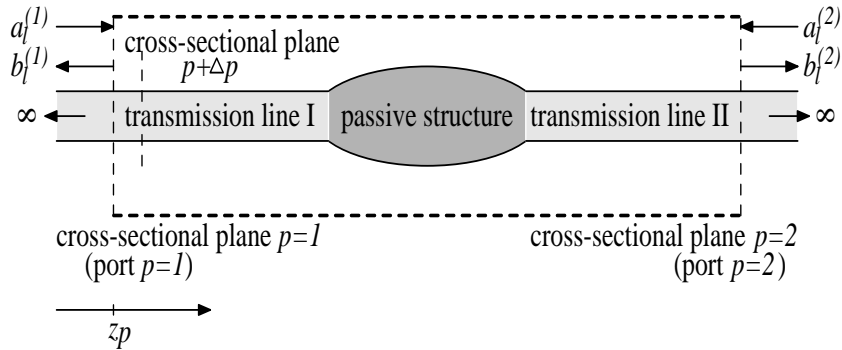 a_l^(1)
a_l^(2)
cross-sectional plane
p+Δp
b_l^(1)
b_l^(2)
∞ transmission line I passive structure transmission line II ∞
cross-sectional plane p=1
(port p=1)
cross-sectional plane p=2
(port p=2)
z_p